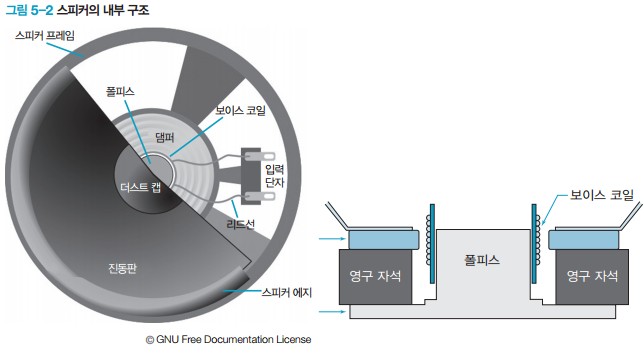 그림 5-2 스피커의 내부 구조
스피커 프레임
폴피스
보이스 코일
댐퍼
입력
단자
더스트 캡
리드선
진동판
스피커 에지
보이스 코일
폴피스
영구 자석
영구 자석
© GNU Free Documentation License